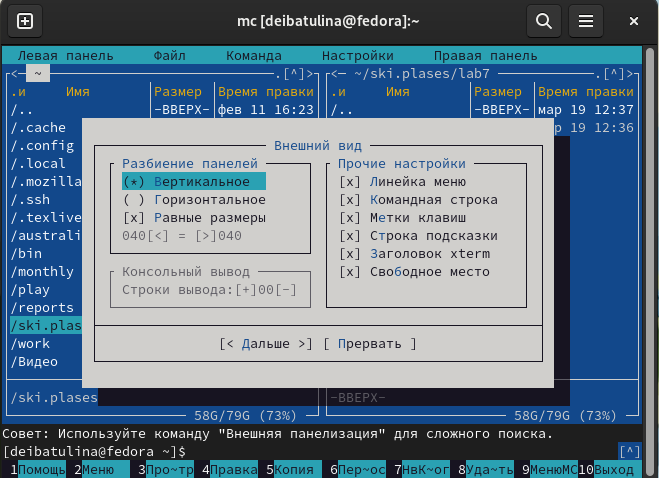 mc [deibatulina@fedora]:~
Левая панель Файл Команда Настройки Правая панель
<─ ~ .[^]> <─ ~/ski.plases/lab7 .[^]>
.и Имя Размер Время правки .и Имя Размер Время правки
/.. -ВВЕРХ- фев 11 16:23 /.. -ВВЕРХ- мар 19 12:37
/.cache р 19 12:36
/.config Внешний вид
/.local Разбиение панелей Прочие настройки
/.mozilla (*) Вертикальное [x] Линейка меню
/.ssh ( ) Горизонтальное [x] Командная строка
/.texlive [x] Равные размеры [x] Метки клавиш
/australi 040[<] = [>]040 [x] Строка подсказки
/bin [x] Заголовок xterm
/monthly Консольный вывод [x] Свободное место
/play Строки вывода:[+]00[-]
/reports
/ski.plas
/work [< Дальше >] [ Прервать ]
/Видео
/ski.plases -ВВЕРХ-
58G/79G (73%) 58G/79G (73%)
Совет: Используйте команду "Внешняя панелизация" для сложного поиска.
[deibatulina@fedora ~]$ [^]
1Помощь 2Меню 3Про~тр 4Правка 5Копия 6Пер~ос 7НвК~ог 8Уда~ть 9МенюМС 10Выход